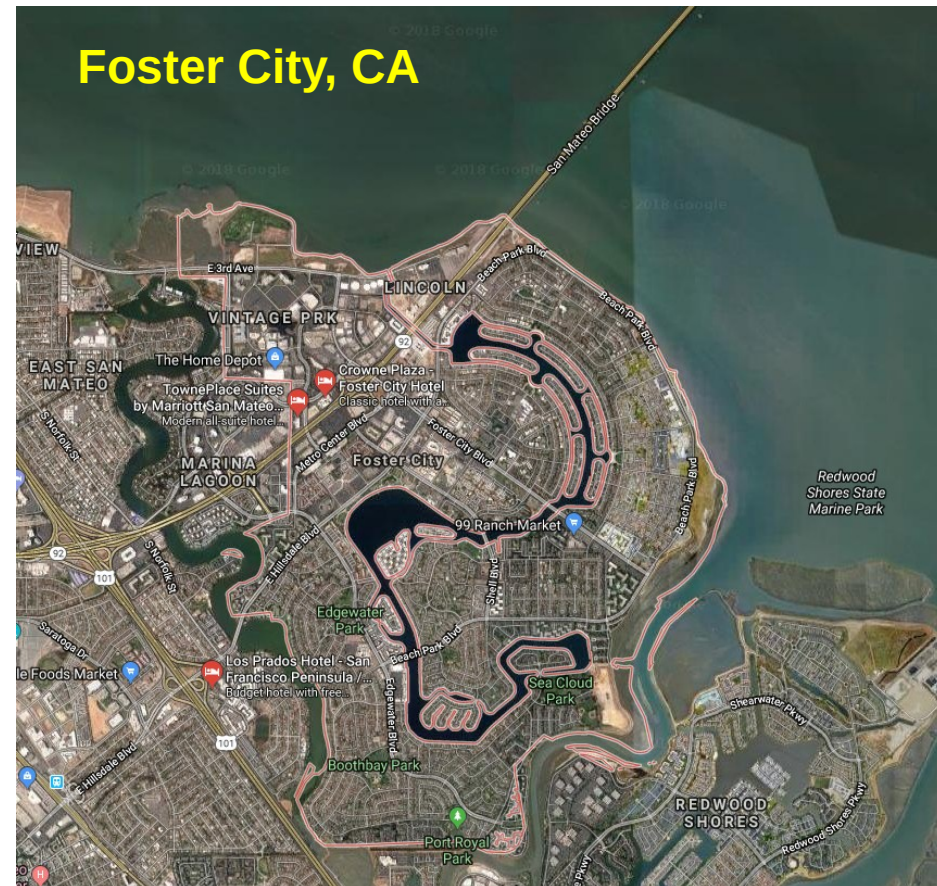 © 2018 Google
Foster City, CA
San Mateo Bridge
© 2018 Google
© 2018 Google
© 2018 Google
VIEW
E 3rd Ave
Beach Park Blvd
LINCOLN
Beach Park Blvd
VINTAGE PRK
92
The Home Depot
EAST SAN
MATEO
Crowne Plaza -
Foster City Hotel
Classic hotel with a...
TownePlace Suites
by Marriott San Mateo...
Modern all-suite hotel...
S Norfolk St
Metro Center Blvd
Foster City Blvd
Foster City
MARINA
LAGOON
Beach Park Blvd
Redwood
Shores State
Marine Park
99 Ranch Market
92
101
S Norfolk St
E Hillsdale Blvd
Shell Blvd
Edgewater
Park
Saratoga Dr
Beach Park Blvd
le Foods Market
Los Prados Hotel - San
Francisco Peninsula /...
Budget hotel with free...
Edgewater Blvd
Sea Cloud
Park
Shearwater Pkwy
101
E Hillsdale Blvd
Boothbay Park
REDWOOD
SHORES
Redwood Shores Pkwy
Port Royal
Park
Pkwy
eo
H